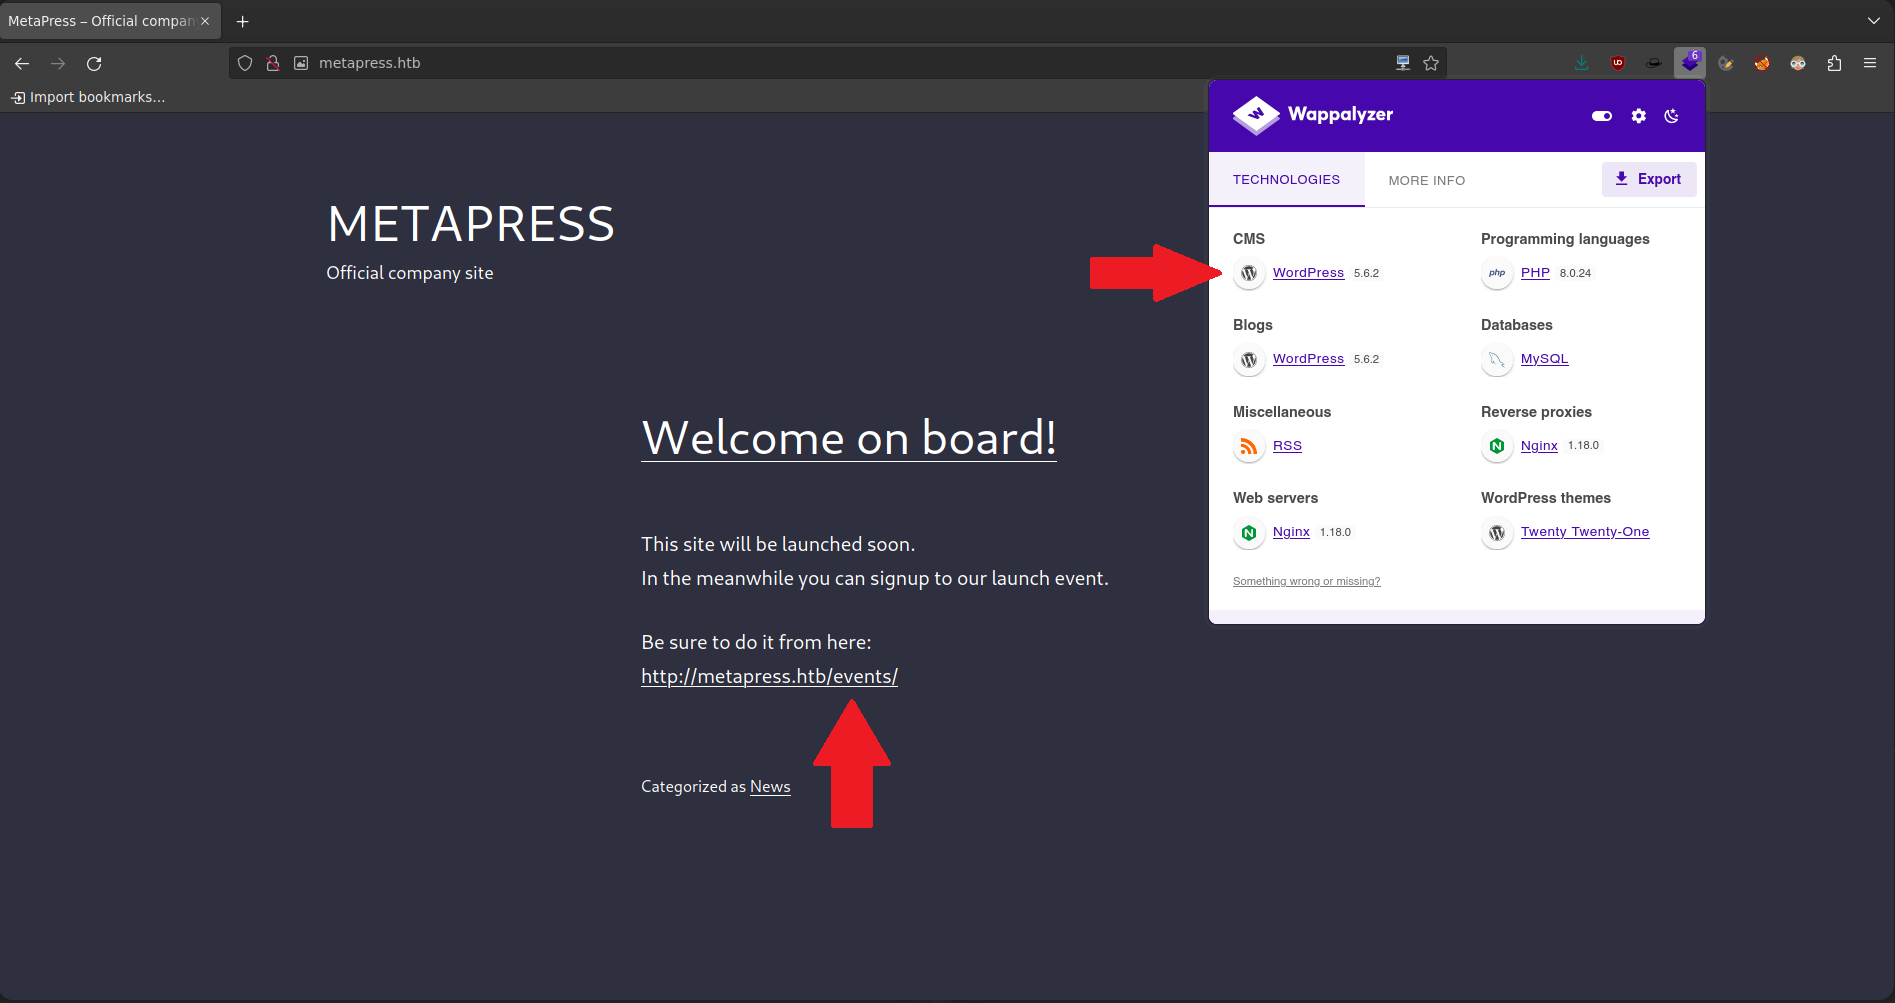 MetaPress – Official compan
metapress.htb
6
Import bookmarks...
METAPRESS
Official company site
Welcome on board!
This site will be launched soon.
In the meanwhile you can signup to our launch event.
Be sure to do it from here:
http://metapress.htb/events/
Categorized as News
Wappalyzer
TECHNOLOGIES
MORE INFO
Export
CMS
WordPress 5.6.2
Programming languages
php PHP 8.0.24
Blogs
WordPress 5.6.2
Databases
MySQL
Miscellaneous
RSS
Reverse proxies
Nginx 1.18.0
Web servers
Nginx 1.18.0
WordPress themes
Twenty Twenty-One
Something wrong or missing?